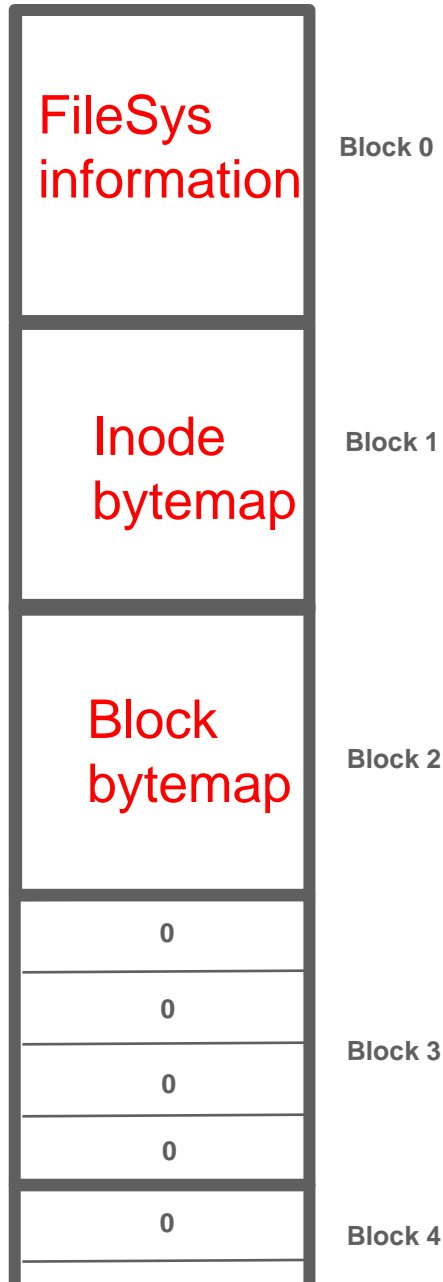 FileSys
information
Block 0
Inode
bytemap
Block 1
Block
bytemap
Block 2
0
0
Block 3
0
0
0
Block 4